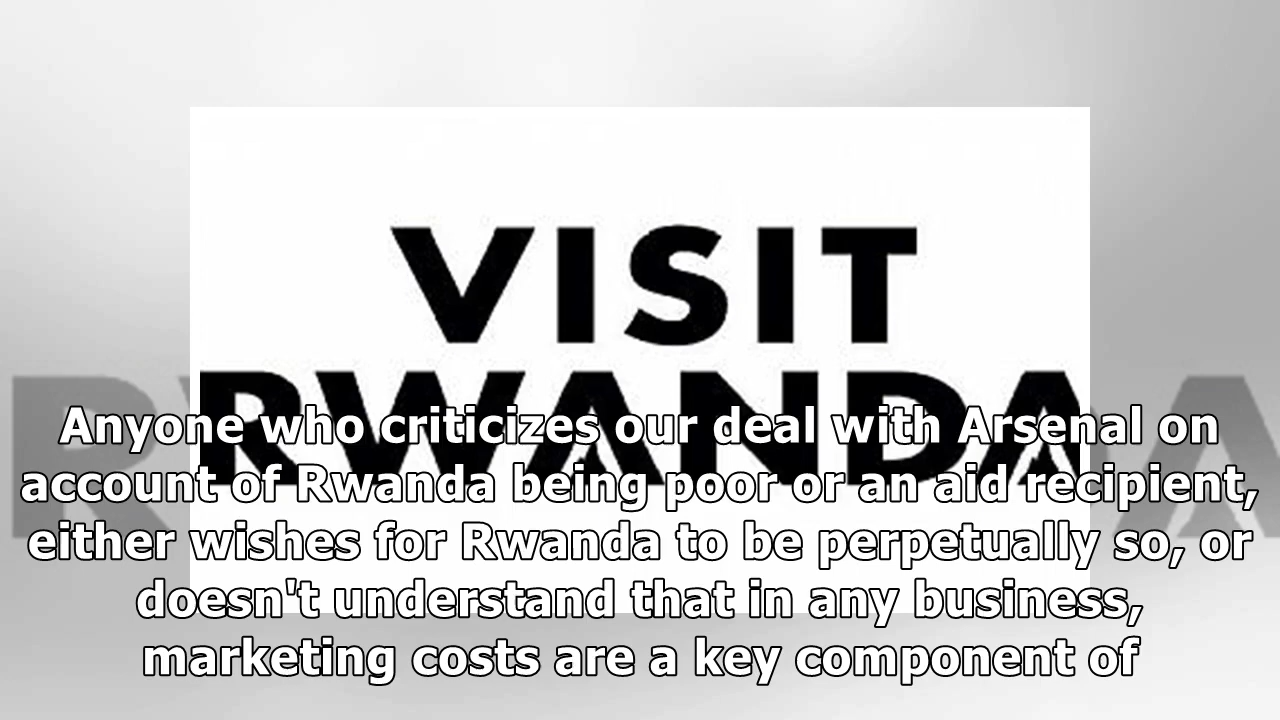 VISIT
RWANDA
Anyone who criticizes our deal with Arsenal on
account of Rwanda being poor or an aid recipient,
either wishes for Rwanda to be perpetually so, or
doesn't understand that in any business,
marketing costs are a key component of